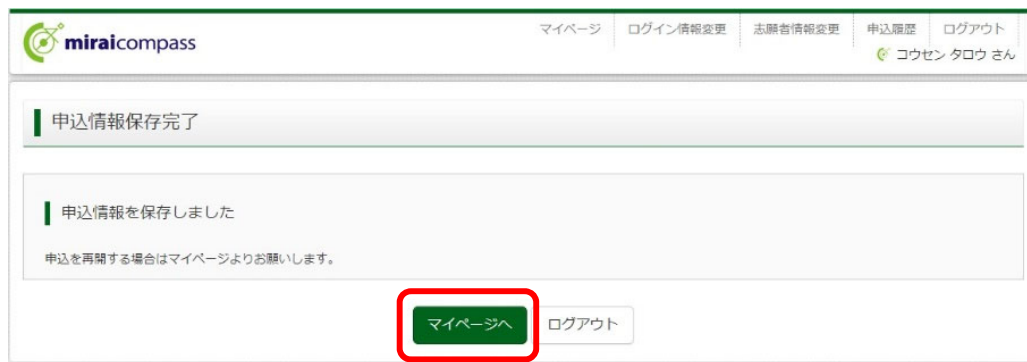 miraicompass
マイページ ログイン情報変更 志願者情報変更 申込履歴 ログアウト
コウセン タロウ さん
申込情報保存完了
申込情報を保存しました
申込を再開する場合はマイページよりお願いします。
マイページへ ログアウト